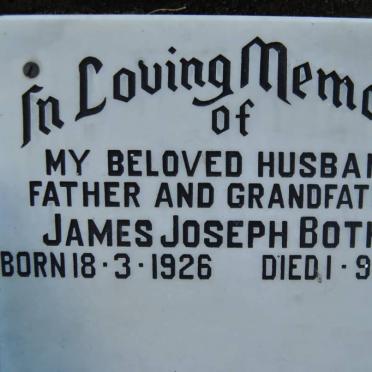 In Loving Memo
of
MY BELOVED HUSBAN
FATHER AND GRANDFAT
JAMES JOSEPH BOT
BORN 18·3·1926 DIED 1·9